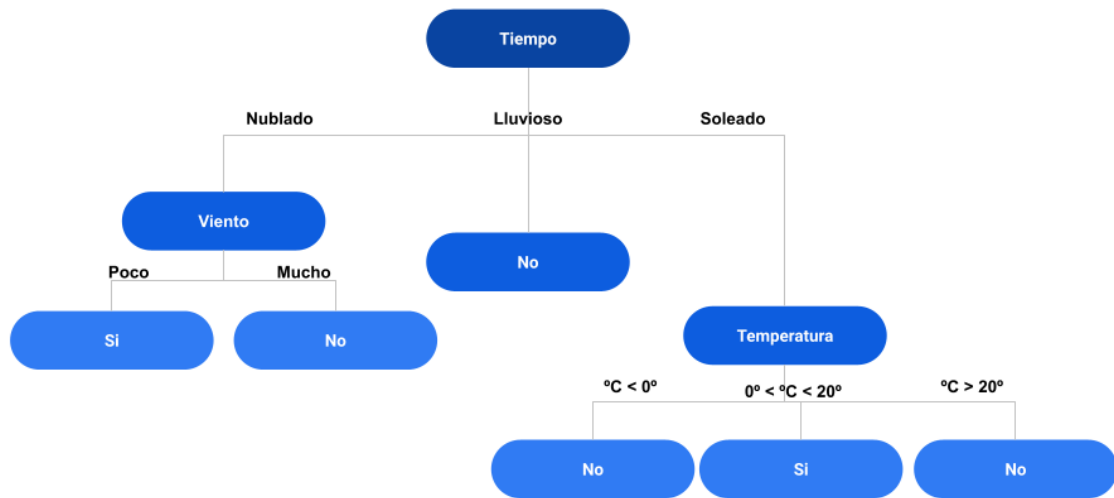 Tiempo
Nublado
Lluvioso
Soleado
Viento
No
Poco
Mucho
Si
No
Temperatura
ºC < 0º
0º < ºC < 20º
ºC > 20º
No
Si
No